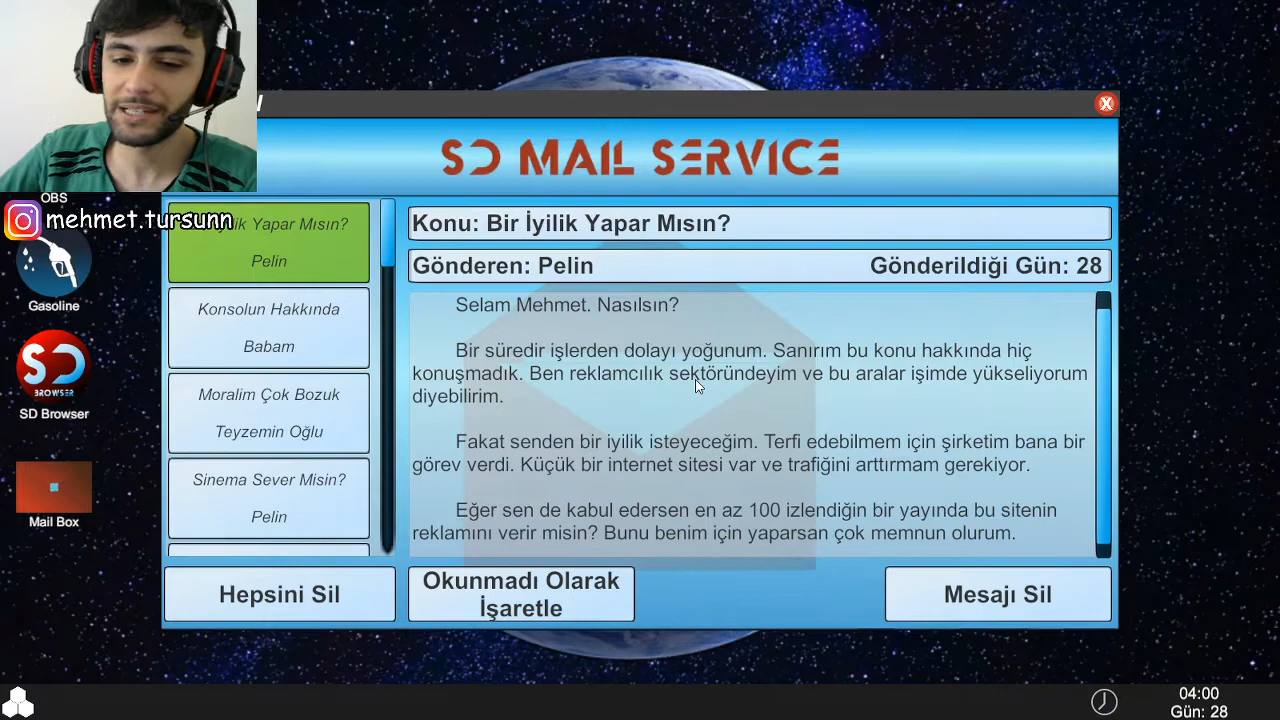 SD MAIL SERVICE
X
OBS
mehmet.tursunn
Gasoline
SD
BROWSER
SD Browser
Mail Box
Yapar Mısın?
Pelin
Konsolun Hakkında
Babam
Moralim Çok Bozuk
Teyzemin Oğlu
Sinema Sever Misin?
Pelin
Konu: Bir İyilik Yapar Mısın?
Gönderen: Pelin Gönderildiği Gün: 28
Selam Mehmet. Nasılsın?
Bir süredir işlerden dolayı yoğunum. Sanırım bu konu hakkında hiç
konuşmadık. Ben reklamcılık sektöründeyim ve bu aralar işimde yükseliyorum
diyebilirim.
Fakat senden bir iyilik isteyeceğim. Terfi edebilmem için şirketim bana bir
görev verdi. Küçük bir internet sitesi var ve trafiğini arttırmam gerekiyor.
Eğer sen de kabul edersen en az 100 izlendiğin bir yayında bu sitenin
reklamını verir misin? Bunu benim için yaparsan çok memnun olurum.
Hepsini Sil
Okunmadı Olarak
İşaretle
Mesajı Sil
04:00
Gün: 28